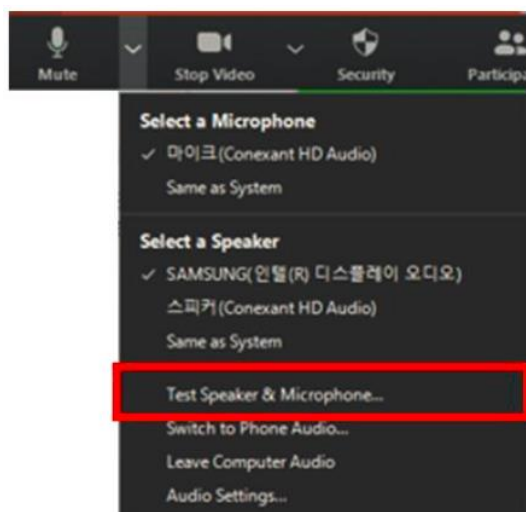 Mute
Stop Video
Security
Select a Microphone
✓ 마이크(Conexant HD Audio)
Same as System
Select a Speaker
✓ SAMSUNG(인텔(R) 디스플레이 오디오)
스피커(Conexant HD Audio)
Same as System
Test Speaker & Microphone...
Switch to Phone Audio...
Leave Computer Audio
Audio Settings...